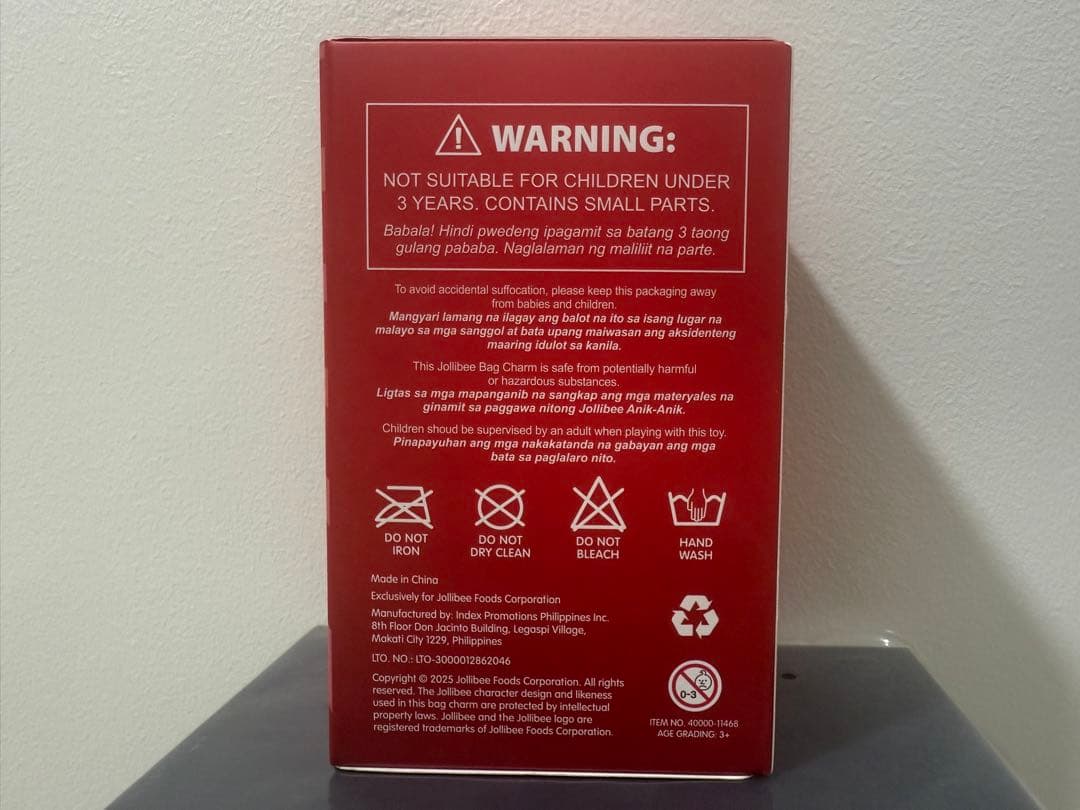 WARNING:
NOT SUITABLE FOR CHILDREN UNDER
3 YEARS. CONTAINS SMALL PARTS.
Babala! Hindi pwedeng ipagamit sa batang 3 taong
gulang pababa. Naglalaman ng maliliit na parte.
To avoid accidental suffocation, please keep this packaging away
from babies and children.
Mangyari lamang na ilagay ang balot na ito sa isang lugar na
malayo sa mga sanggol at bata upang maiwasan ang aksidenteng
maaring idulot sa kanila.
This Jollibee Bag Charm is safe from potentially harmful
or hazardous substances.
Ligtas sa mga mapanganib na sangkap ang mga materyales na
ginamit sa paggawa nitong Jollibee Anik-Anik.
Children shoud be supervised by an adult when playing with this toy.
Pinapayuhan ang mga nakakatanda na gabayan ang mga
bata sa paglalaro nito.
DO NOT
IRON
DO NOT
DRY CLEAN
DO NOT
BLEACH
HAND
WASH
Made in China
Exclusively for Jollibee Foods Corporation
Manufactured by: Index Promotions Philippines Inc.
8th Floor Don Jacinto Building, Legaspi Village,
Makati City 1229, Philippines
LTO. NO.: LTO-3000012862046
Copyright © 2025 Jollibee Foods Corporation. All rights
reserved. The Jollibee character design and likeness
used in this bag charm are protected by intellectual
property laws. Jollibee and the Jollibee logo are
registered trademarks of Jollibee Foods Corporation.
0-3
ITEM NO. 40000-11468
AGE GRADING: 3+